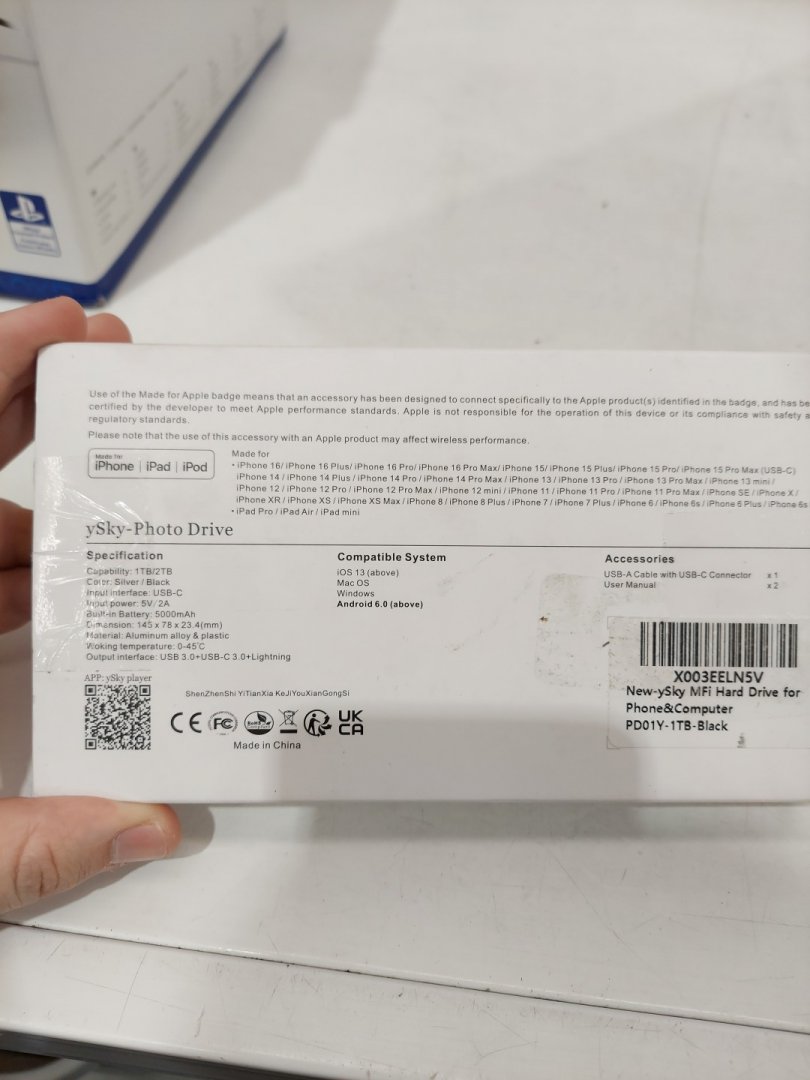 Use of the Made for Apple badge means that an accessory has been designed to connect specifically to the Apple product(s) identified in the badge, and has be
certified by the developer to meet Apple performance standards. Apple is not responsible for the operation of this device or its compliance with safety a
regulatory standards.
Please note that the use of this accessory with an Apple product may affect wireless performance.
Made for
iPhone | iPad | iPod
Made for
• iPhone 16/ iPhone 16 Plus/ iPhone 16 Pro/ iPhone 16 Pro Max/ iPhone 15/ iPhone 15 Plus/ iPhone 15 Pro/ iPhone 15 Pro Max (USB-C)
iPhone 14 / iPhone 14 Plus / iPhone 14 Pro / iPhone 14 Pro Max / iPhone 13 / iPhone 13 Pro / iPhone 13 Pro Max / iPhone 13 mini /
iPhone 12 / iPhone 12 Pro / iPhone 12 Pro Max / iPhone 12 mini / iPhone 11 / iPhone 11 Pro / iPhone 11 Pro Max / iPhone SE / iPhone X /
iPhone XR / iPhone XS / iPhone XS Max / iPhone 8 / iPhone 8 Plus / iPhone 7 / iPhone 7 Plus / iPhone 6 / iPhone 6s / iPhone 6 Plus / iPhone 6s
• iPad Pro / iPad Air / iPad mini
ySky-Photo Drive
Specification
Capability: 1TB/2TB
Color: Silver / Black
Input interface: USB-C
Input power: 5V/ 2A
Built-in Battery: 5000mAh
Dimension: 145 x 78 x 23.4(mm)
Material: Aluminum alloy & plastic
Woking temperature: 0-45℃
Output interface: USB 3.0+USB-C 3.0+Lightning
Compatible System
iOS 13 (above)
Mac OS
Windows
Android 6.0 (above)
Accessories
USB-A Cable with USB-C Connector x 1
User Manual x 2
APP: ySky player
ShenZhenShi YiTianXia KeJiYouXianGongSi
CE FC RoHS UK
CA
Made in China
X003EELN5V
New-ySky MFi Hard Drive for
Phone&Computer
PD01Y-1TB-Black